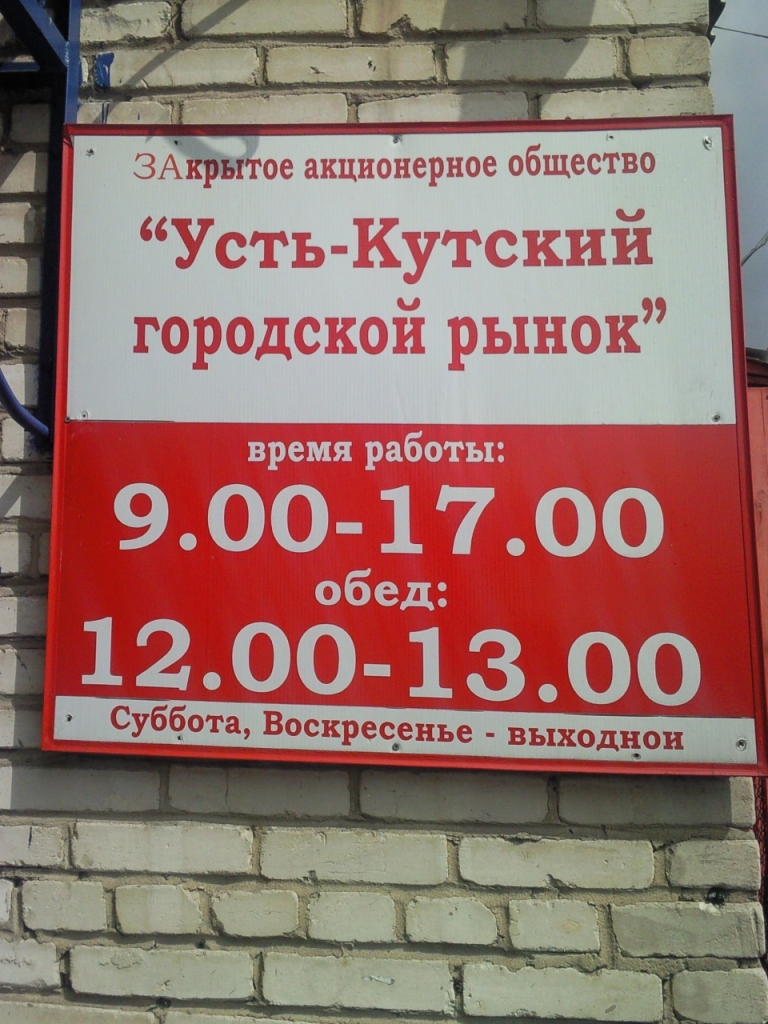 ЗАкрытое акционерное общество
“Усть-Кутский
городской рынок”
время работы:
9.00-17.00
обед:
12.00-13.00
Суббота, Воскресенье - выходнои